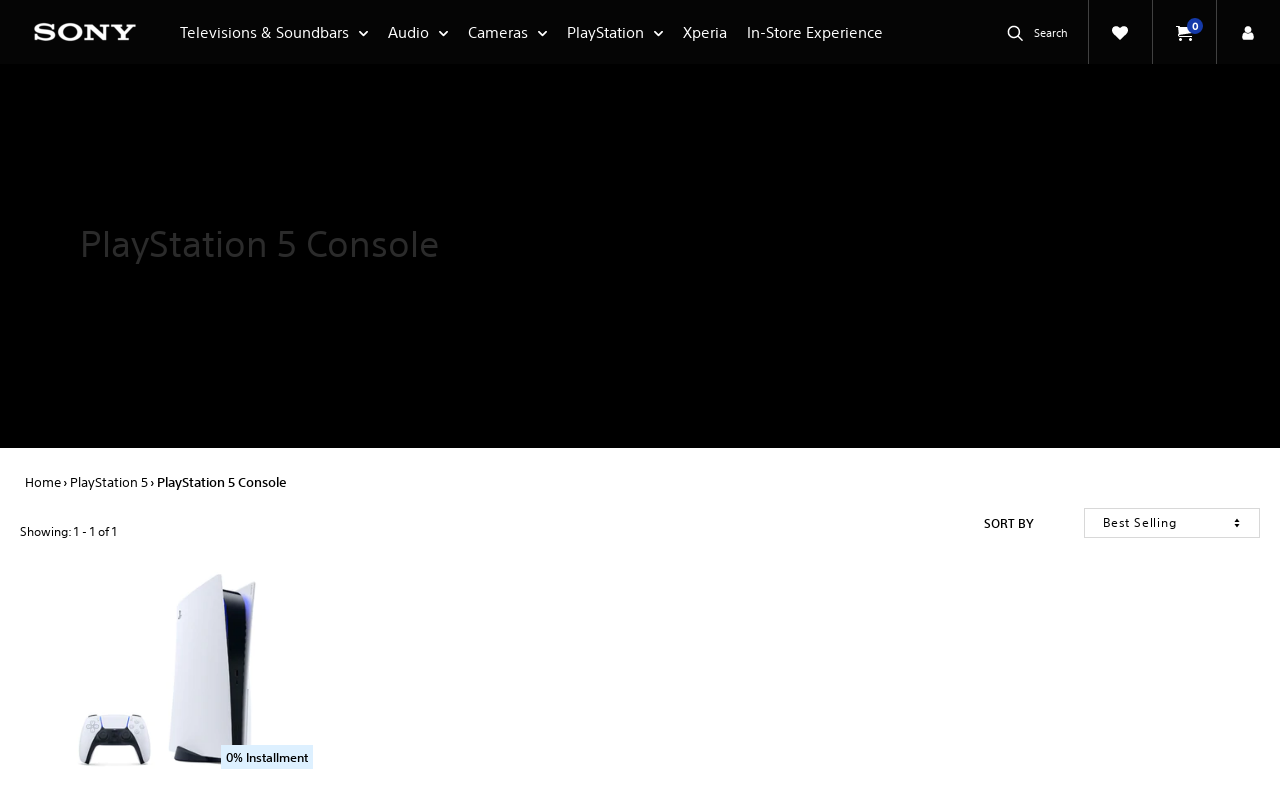 SONY
Televisions & Soundbars
Audio
Cameras
PlayStation
Xperia
In-Store Experience
Search
0
PlayStation 5 Console
Home › PlayStation 5 › PlayStation 5 Console
Showing: 1 - 1 of 1
SORT BY
Best Selling
0% Installment